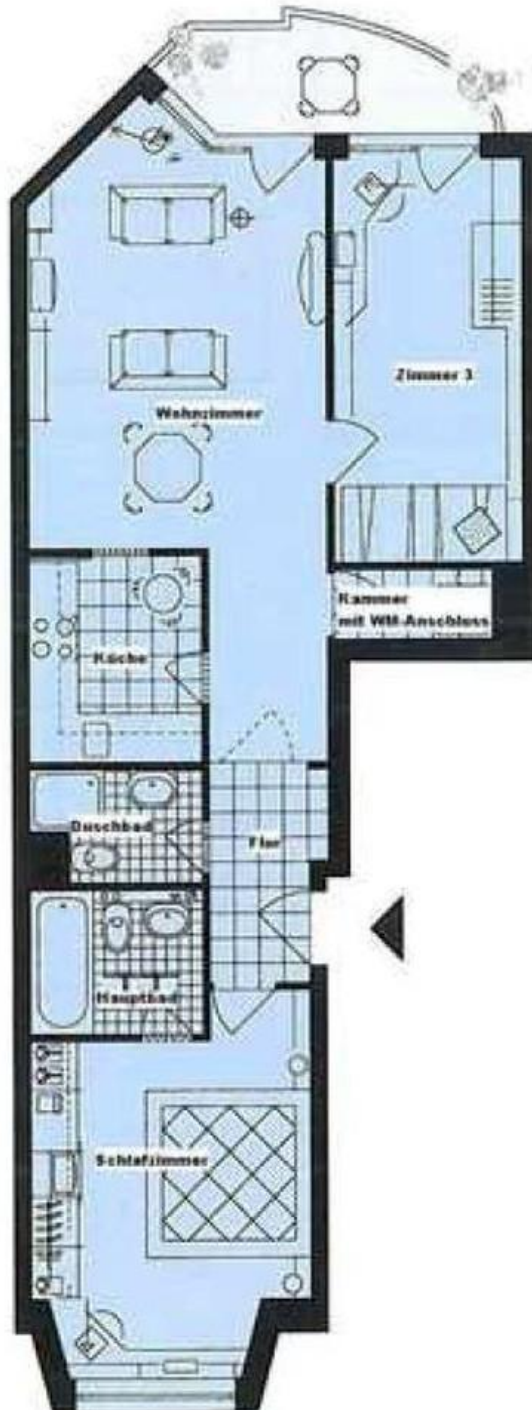 Zimmer 3
Wohnzimmer
Kammer
mit WM-Anschluss
Küche
Duschbad
Flur
Hauptbad
Schlafzimmer